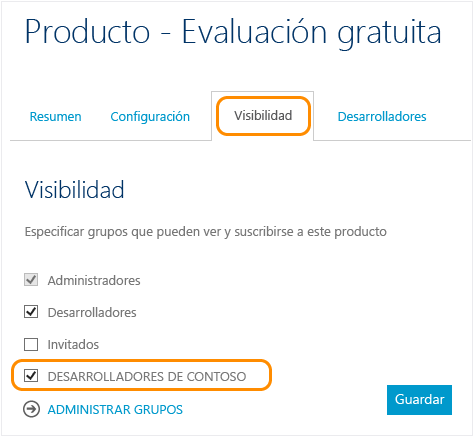 Producto - Evaluación gratuita
Resumen Configuración Visibilidad Desarrolladores
Visibilidad
Especificar grupos que pueden ver y suscribirse a este producto
Administradores
Desarrolladores
Invitados
DESARROLLADORES DE CONTOSO
ADMINISTRAR GRUPOS
Guardar